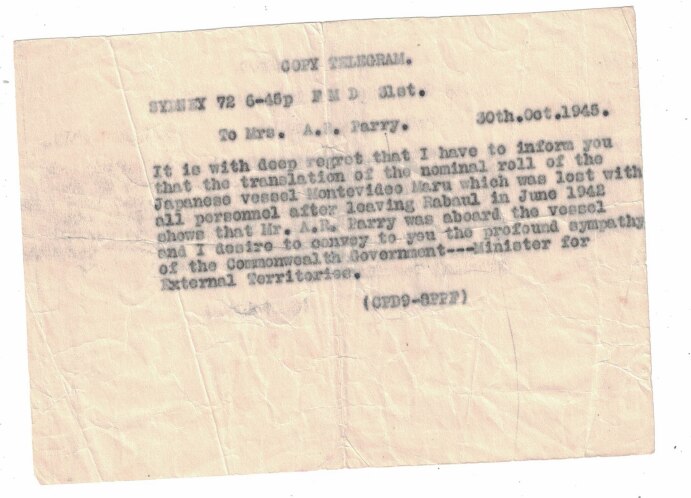 COPY TELEGRAM.
SYDNEY 72 6-45p F M D 31st.
30th.Oct.1945.
To Mrs. A.R. Parry.
It is with deep regret that I have to inform you
that the translation of the nominal roll of the
Japanese vessel Montevideo Maru which was lost with
all personnel after leaving Rabaul in June 1942
shows that Mr. A.R. Parry was aboard the vessel
and I desire to convey to you the profound sympathy
of the Commonwealth Government---Minister for
External Territories.